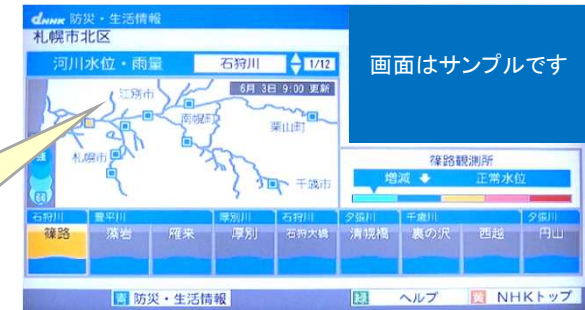 dNHK 防災・生活情報
札幌市北区
河川水位・雨量
石狩川
1/12
6月 3日 9:00 更新
画面はサンプルです
江別市
南幌町
栗山町
札幌市
千歳市
強
弱
篠路観測所
増減
正常水位
石狩川
豊平川
厚別川
石狩川
夕張川
千歳川
夕張川
篠路
藻岩
雁来
厚別
石狩大橋
清幌橋
裏の沢
西越
円山
青 防災・生活情報
緑 ヘルプ
黄 NHKトップ